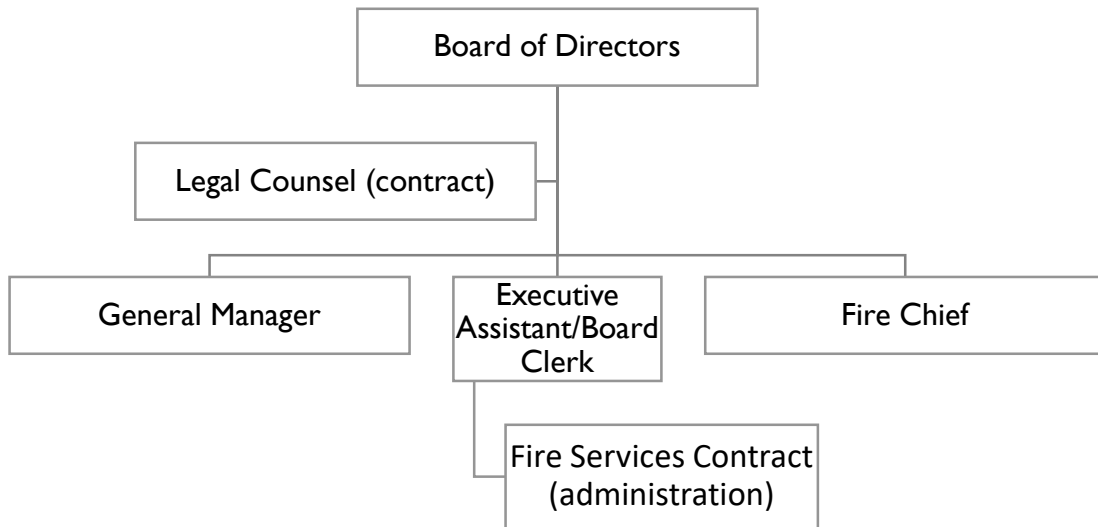 Board of Directors
Legal Counsel (contract)
General Manager
Executive
Assistant/Board
Clerk
Fire Chief
Fire Services Contract
(administration)